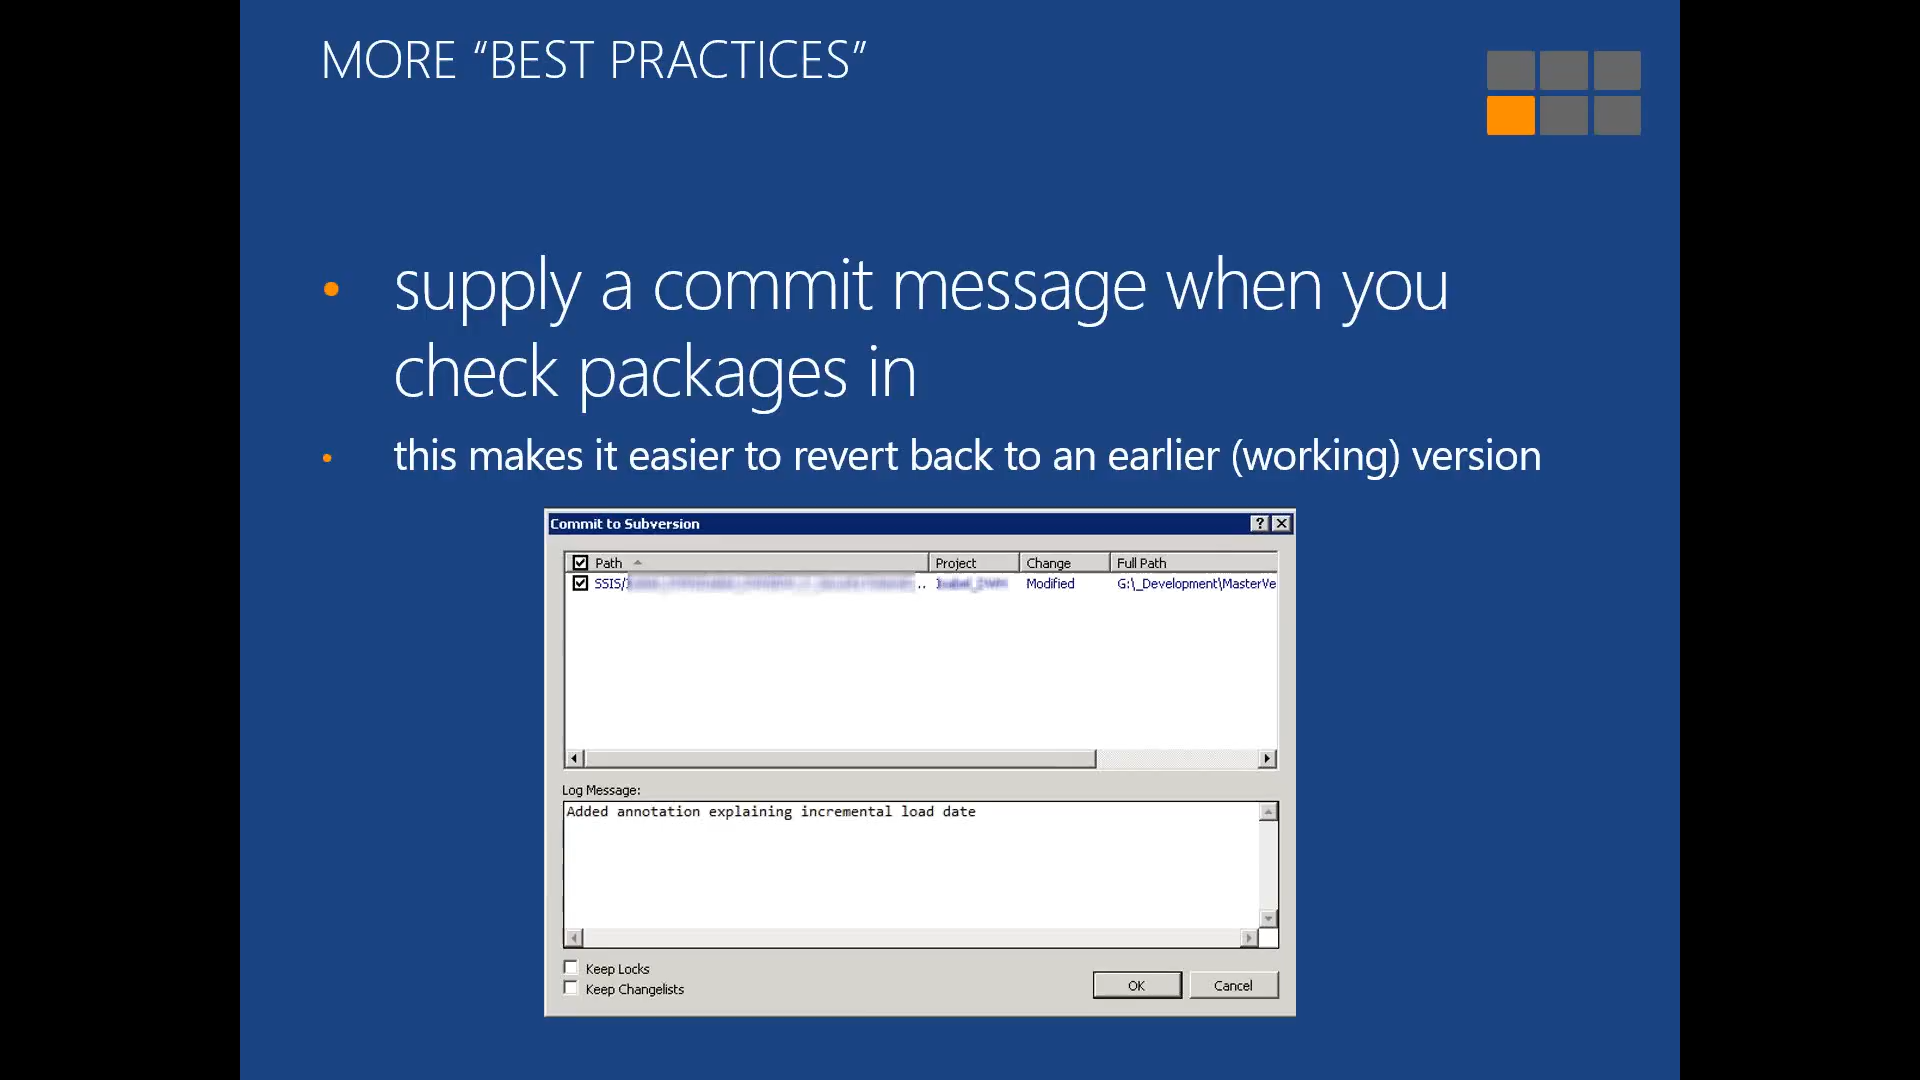 MORE “BEST PRACTICES”
• supply a commit message when you
check packages in
• this makes it easier to revert back to an earlier (working) version
Commit to Subversion
Path Project Change Full Path
SSIS/ .. Modified G:\_Development\MasterVe
Log Message:
Added annotation explaining incremental load date
Keep Locks
Keep Changelists
OK Cancel